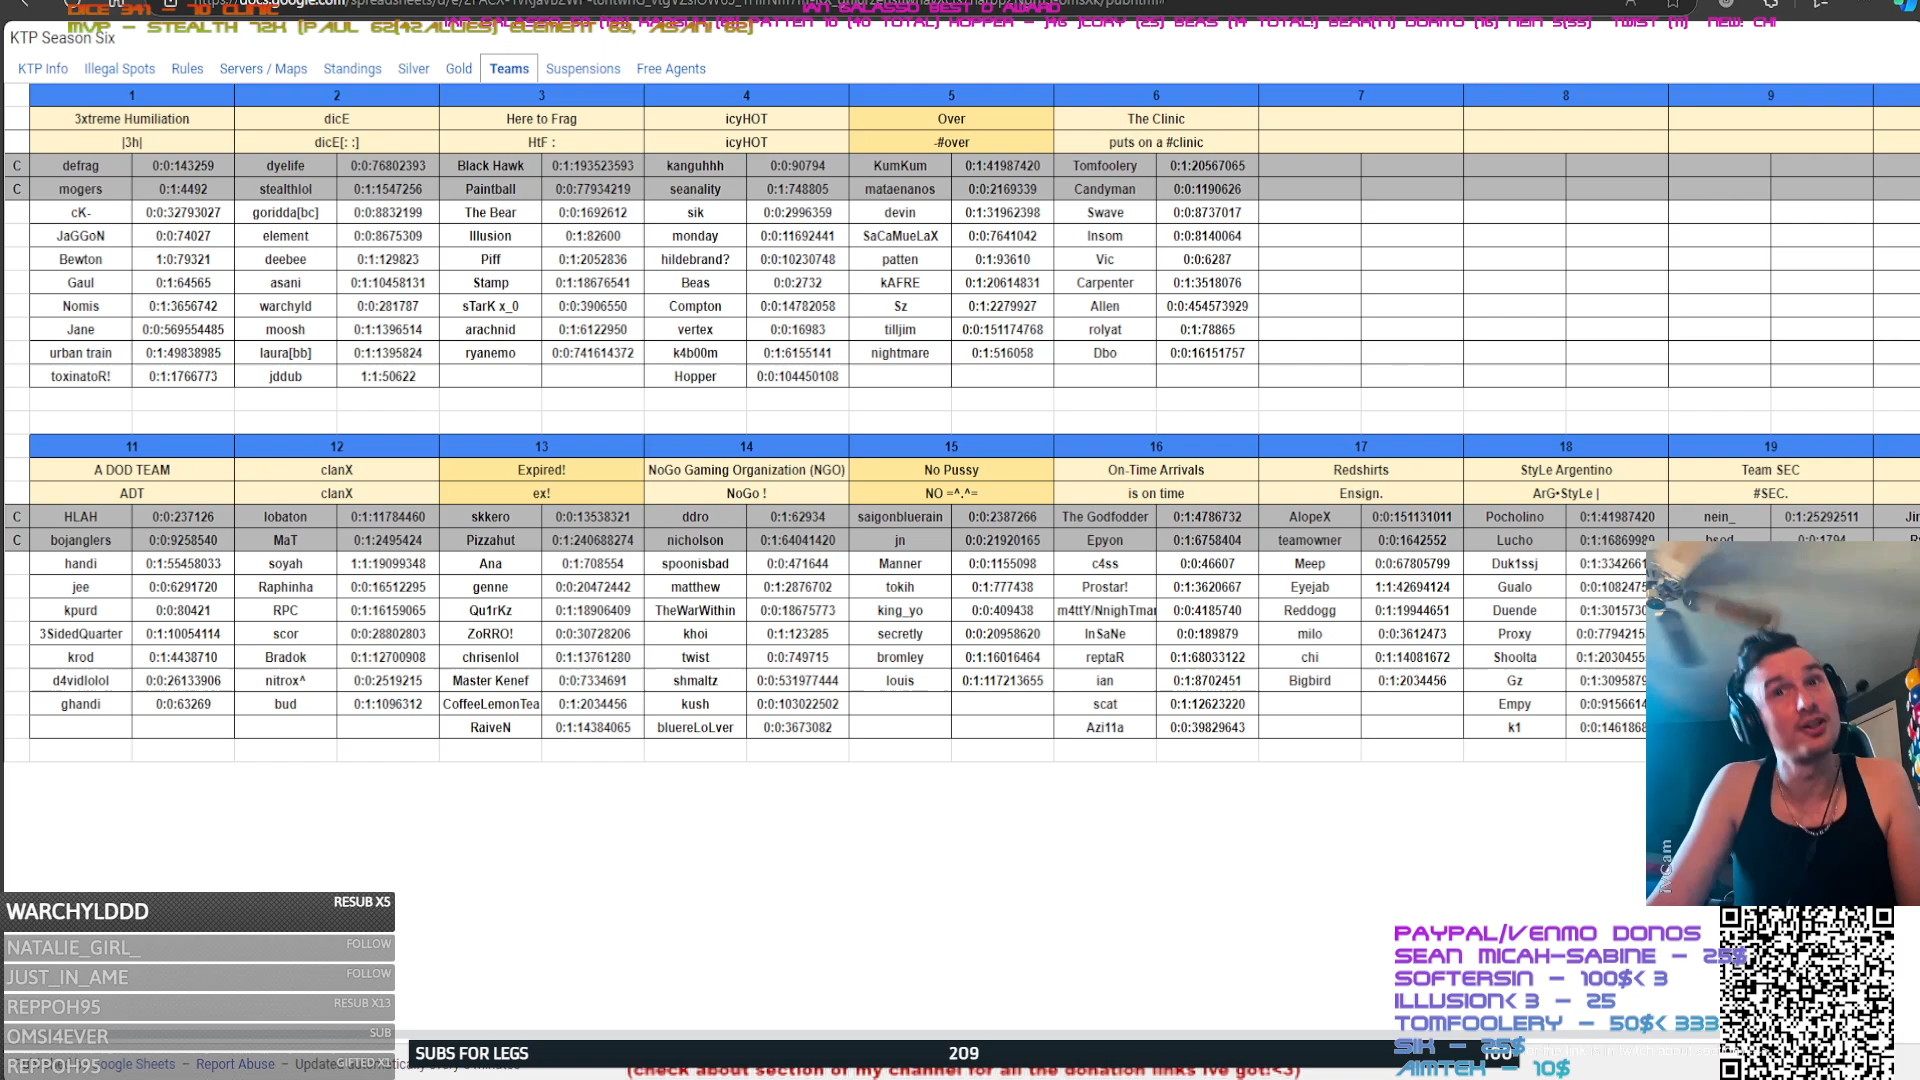 KTP Season Six
KTP Info Illegal Spots Rules Servers / Maps Standings Silver Gold Teams Suspensions Free Agents
1 2 3 4 5 6 7 8 9
3xtreme Humiliation dicE Here to Frag icyHOT Over The Clinic
|3h| dicE[: :] HtF : icyHOT -#over puts on a #clinic
C defrag 0:0:143259 dyelife 0:0:76802393 Black Hawk 0:1:193523593 kanguhhh 0:0:90794 KumKum 0:1:41987420 Tomfoolery 0:1:20567065
C mogers 0:1:4492 stealthlol 0:1:1547256 Paintball 0:0:77934219 seanality 0:1:748805 mataenanos 0:0:2169339 Candyman 0:0:1190626
cK- 0:0:32793027 goridda[bc] 0:0:8832199 The Bear 0:0:1692612 sik 0:0:2996359 devin 0:1:31962398 Swave 0:0:8737017
JaGGoN 0:0:74027 element 0:0:8675309 Illusion 0:1:82600 monday 0:0:11692441 SaCaMueLaX 0:0:7641042 Insom 0:0:8140064
Bewton 1:0:79321 deebee 0:1:129823 Piff 0:1:2052836 hildebrand? 0:0:10230748 patten 0:1:93610 Vic 0:0:6287
Gaul 0:1:64565 asani 0:1:10458131 Stamp 0:1:18676541 Beas 0:0:2732 kAFRE 0:1:20614831 Carpenter 0:1:3518076
Nomis 0:1:3656742 warchyld 0:0:281787 sTarK x_0 0:0:3906550 Compton 0:0:14782058 Sz 0:1:2279927 Allen 0:0:454573929
Jane 0:0:569554485 moosh 0:1:1396514 arachnid 0:1:6122950 vertex 0:0:16983 tilljim 0:0:151174768 rolyat 0:1:78865
urban train 0:1:49838985 laura[bb] 0:1:1395824 ryanemo 0:0:741614372 k4b00m 0:1:6155141 nightmare 0:1:516058 Dbo 0:0:16151757
toxinatoR! 0:1:1766773 jddub 1:1:50622 Hopper 0:0:104450108
11 12 13 14 15 16 17 18 19
A DOD TEAM clanX Expired! NoGo Gaming Organization (NGO) No Pussy On-Time Arrivals Redshirts StyLe Argentino Team SEC
ADT clanX ex! NoGo ! NO =^.^= is on time Ensign. ArG•StyLe | #SEC.
C HLAH 0:0:237126 lobaton 0:1:11784460 skkero 0:0:13538321 ddro 0:1:62934 saigonbluerain 0:0:2387266 The Godfodder 0:1:4786732 AlopeX 0:0:151131011 Pocholino 0:1:41987420 nein_ 0:1:25292511
C bojanglers 0:0:9258540 MaT 0:1:2495424 Pizzahut 0:1:240688274 nicholson 0:1:64041420 jn 0:0:21920165 Epyon 0:1:6758404 teamowner 0:0:1642552 Lucho 0:1:16869989 bsod 0:0:1794
handi 0:1:55458033 soyah 1:1:19099348 Ana 0:1:708554 spoonisbad 0:0:471644 Manner 0:0:1155098 c4ss 0:0:46607 Meep 0:0:67805799 Duk1ssj 0:1:3342661
jee 0:0:6291720 Raphinha 0:0:16512295 genne 0:0:20472442 matthew 0:1:2876702 tokih 0:1:777438 Prostar! 0:1:3620667 Eyejab 1:1:42694124 Gualo 0:0:1082475
kpurd 0:0:80421 RPC 0:1:16159065 Qu1rKz 0:1:18906409 TheWarWithin 0:0:18675773 king_yo 0:0:409438 m4ttY/NnighTmar 0:0:4185740 Reddogg 0:1:19944651 Duende 0:1:3015730
3SidedQuarter 0:1:10054114 scor 0:0:28802803 ZoRRO! 0:0:30728206 khoi 0:1:123285 secretly 0:0:20958620 InSaNe 0:0:189879 milo 0:0:3612473 Proxy 0:0:7794215
krod 0:1:4438710 Bradok 0:1:12700908 chrisenlol 0:1:13761280 twist 0:0:749715 bromley 0:1:16016464 reptaR 0:1:68033122 chi 0:1:14081672 Shoolta 0:1:2030455
d4vidlolol 0:0:26133906 nitrox^ 0:0:2519215 Master Kenef 0:0:7334691 shmaltz 0:0:531977444 louis 0:1:117213655 ian 0:1:8702451 Bigbird 0:1:2034456 Gz 0:1:3095879
ghandi 0:0:63269 bud 0:1:1096312 CoffeeLemonTea 0:1:2034456 kush 0:0:103022502 scat 0:1:12623220 Empy 0:0:9156614
RaiveN 0:1:14384065 bluereLoLver 0:0:3673082 Azi11a 0:0:39829643 k1 0:0:1461868
ivCam
WARCHYLDDD RESUB X5
NATALIE_GIRL_ FOLLOW
JUST_IN_AME FOLLOW
REPPOH95 RESUB X13
OMSI4EVER SUB
REPPOH95 GIFTED X1
Google Sheets – Report Abuse –
SUBS FOR LEGS 209
(check about section of my channel for all the donation links ive got!<3)
PAYPAL/VENMO DONOS
SEAN MICAH-SABINE - 25$
SOFTERSIN - 100$< 3
ILLUSION< 3 - 25
TOMFOOLERY - 50$< 333
SIK - 25$
AIMTEK - 10$